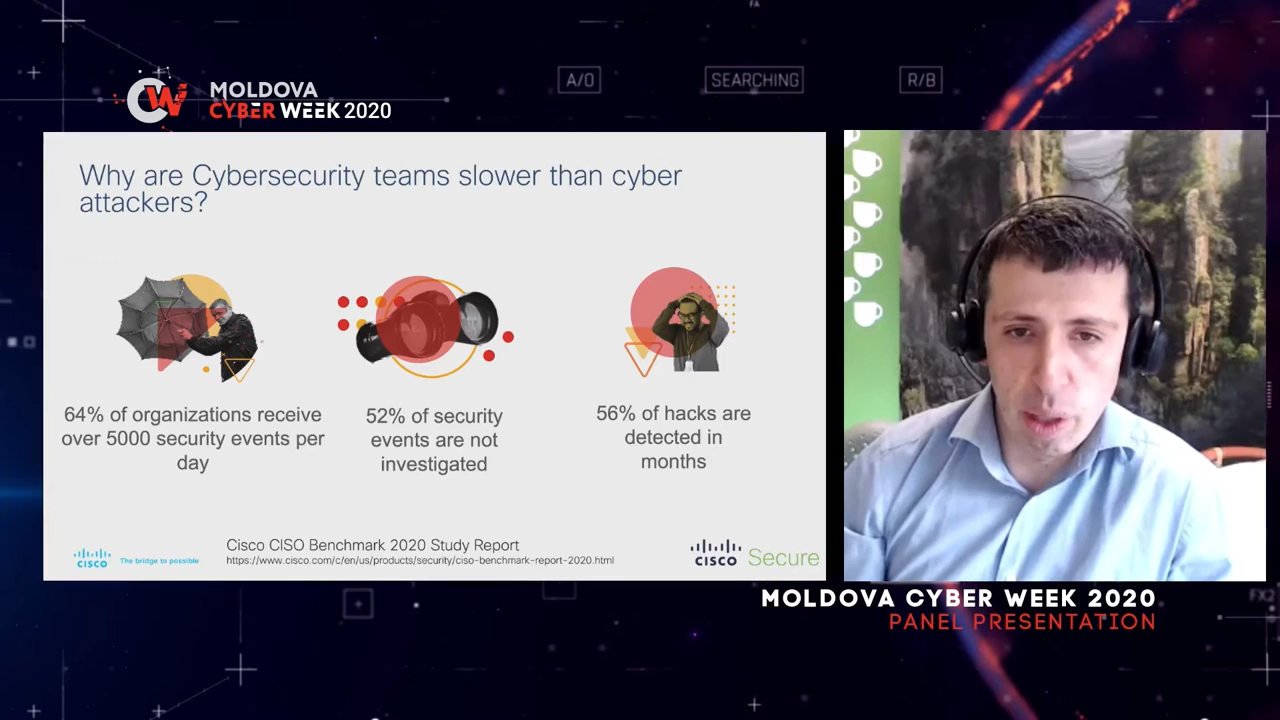 FA
A/O
SEARCHING
R/B
CW
MOLDOVA
CYBER WEEK 2020
Why are Cybersecurity teams slower than cyber
attackers?
64% of organizations receive
over 5000 security events per
day
52% of security
events are not
investigated
56% of hacks are
detected in
months
Cisco CISO Benchmark 2020 Study Report
https://www.cisco.com/c/en/us/products/security/ciso-benchmark-report-2020.html
CISCO
The bridge to possible
CISCO
Secure
MOLDOVA CYBER WEEK 2020
PANEL PRESENTATION
FX2